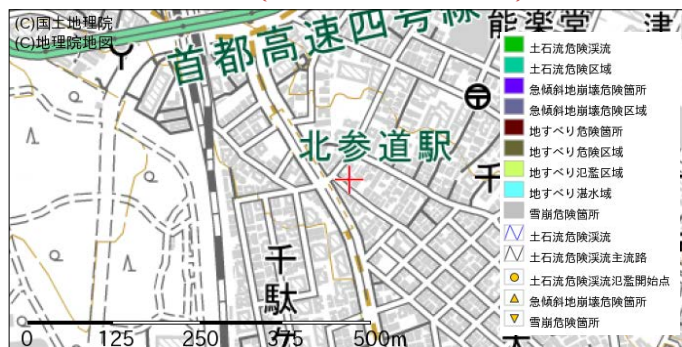 (C)国土地理院
(C)地理院地図
首都高速四号線
能楽堂
津
北参道駅
千
千駄ケ
0 125 250 375 500m
土石流危険渓流
土石流危険区域
急傾斜地崩壊危険箇所
急傾斜地崩壊危険区域
地すべり危険箇所
地すべり危険区域
地すべり氾濫区域
地すべり湛水域
雪崩危険箇所
土石流危険渓流
土石流危険渓流主流路
土石流危険渓流氾濫開始点
急傾斜地崩壊危険箇所
雪崩危険箇所